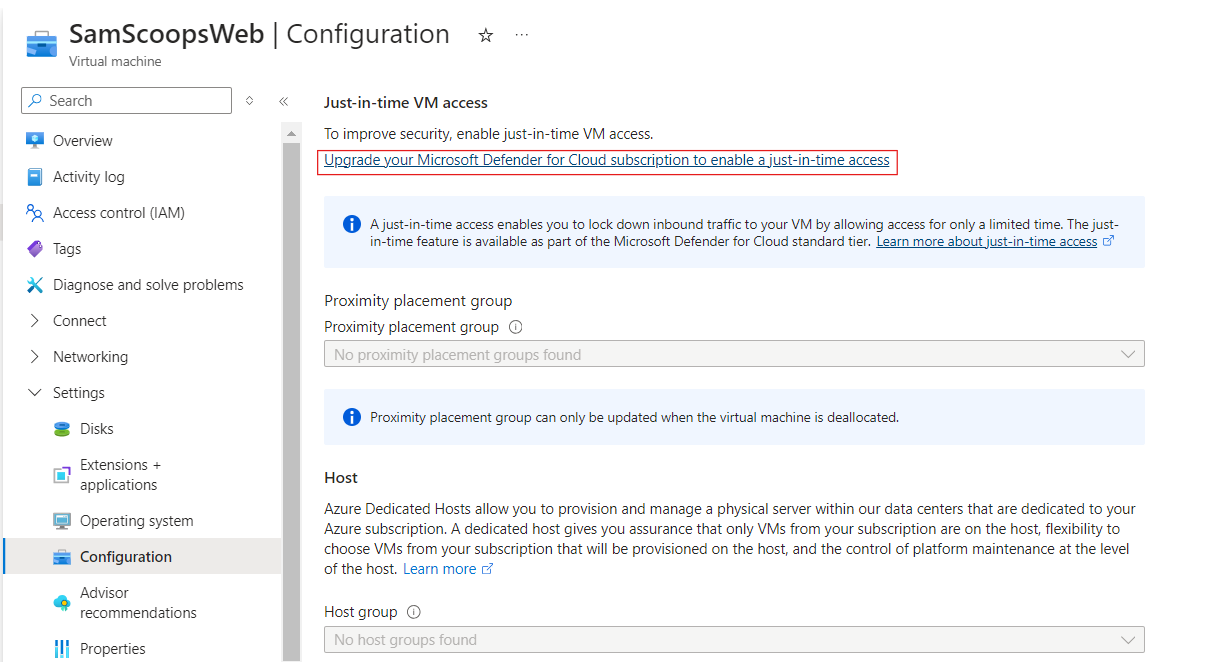 SamScoopsWeb | Configuration
Virtual machine
Search
Overview
Activity log
Access control (IAM)
Tags
Diagnose and solve problems
Connect
Networking
Settings
Disks
Extensions +
applications
Operating system
Configuration
Advisor
recommendations
Properties
Just-in-time VM access
To improve security, enable just-in-time VM access.
Upgrade your Microsoft Defender for Cloud subscription to enable a just-in-time access
A just-in-time access enables you to lock down inbound traffic to your VM by allowing access for only a limited time. The just-
in-time feature is available as part of the Microsoft Defender for Cloud standard tier. Learn more about just-in-time access
Proximity placement group
Proximity placement group
No proximity placement groups found
Proximity placement group can only be updated when the virtual machine is deallocated.
Host
Azure Dedicated Hosts allow you to provision and manage a physical server within our data centers that are dedicated to your
Azure subscription. A dedicated host gives you assurance that only VMs from your subscription are on the host, flexibility to
choose VMs from your subscription that will be provisioned on the host, and the control of platform maintenance at the level
of the host. Learn more
Host group
No host groups found